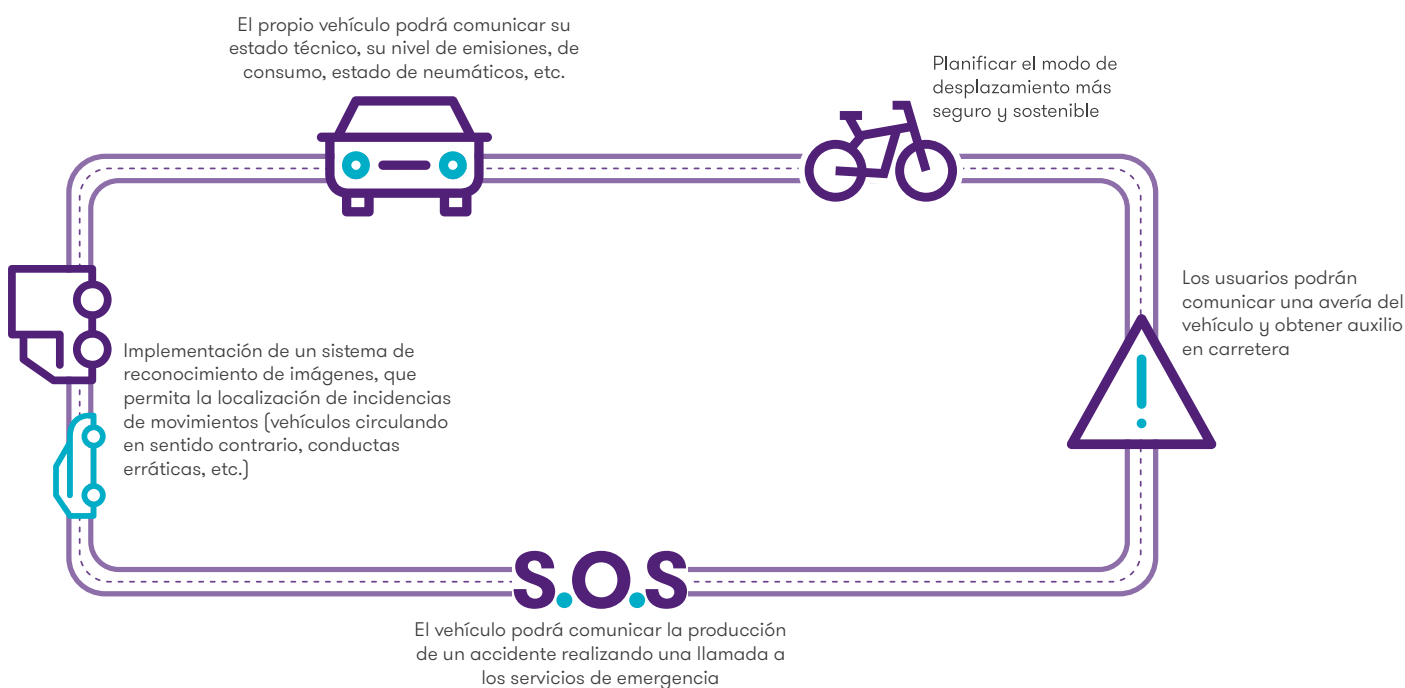 El propio vehículo podrá comunicar su
estado técnico, su nivel de emisiones, de
consumo, estado de neumáticos, etc.
Planificar el modo de
desplazamiento más
seguro y sostenible
Los usuarios podrán
comunicar una avería del
vehículo y obtener auxilio
en carretera
Implementación de un sistema de
reconocimiento de imágenes, que
permita la localización de incidencias
de movimientos (vehículos circulando
en sentido contrario, conductas
erráticas, etc.)
S.O.S
El vehículo podrá comunicar la producción
de un accidente realizando una llamada a
los servicios de emergencia